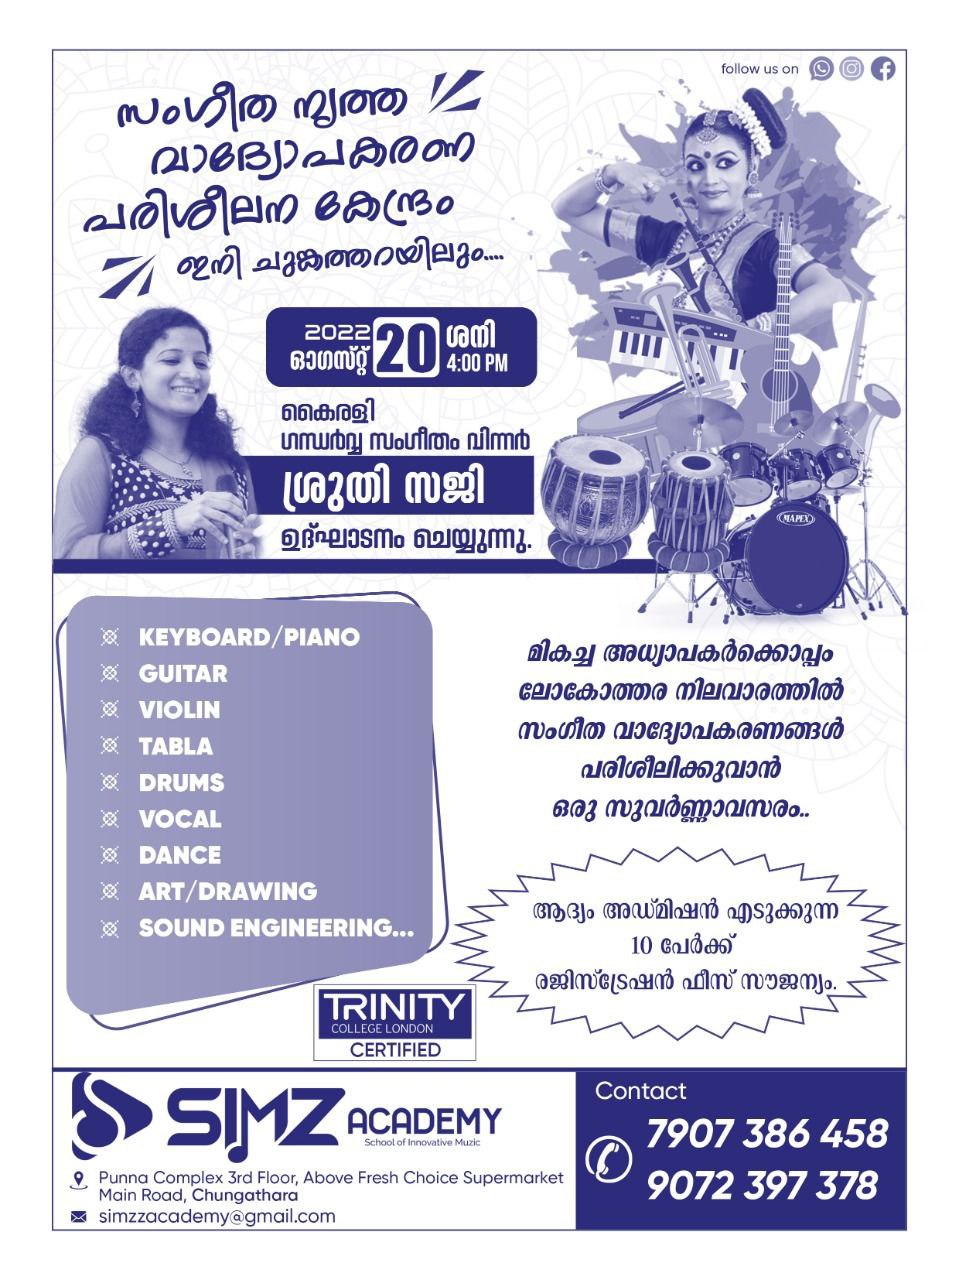 follow us on
സംഗീത നൃത്ത
വാദ്യോപകരണ
പരിശീലന കേന്ദ്രം
ഇനി ചുങ്കത്തറയിലും....
2022
ഓഗസ്റ്റ് 20 ശനി
4:00 PM
കൈരളി
ഗന്ധർവ്വ സംഗീതം വിന്നർ
ശ്രുതി സജി
ഉദ്ഘാടനം ചെയ്യുന്നു.
MAPEX
KEYBOARD/PIANO
GUITAR
VIOLIN
TABLA
DRUMS
VOCAL
DANCE
ART/DRAWING
SOUND ENGINEERING...
മികച്ച അധ്യാപകർക്കൊപ്പം
ലോകോത്തര നിലവാരത്തിൽ
സംഗീത വാദ്യോപകരണങ്ങൾ
പരിശീലിക്കുവാൻ
ഒരു സുവർണ്ണാവസരം..
ആദ്യം അഡ്മിഷൻ എടുക്കുന്ന
10 പേർക്ക്
രജിസ്ട്രേഷൻ ഫീസ് സൗജന്യം.
TRINITY
COLLEGE LONDON
CERTIFIED
SIMZ ACADEMY
School of Innovative Muzic
Punna Complex 3rd Floor, Above Fresh Choice Supermarket
Main Road, Chungathara
simzzacademy@gmail.com
Contact
7907 386 458
9072 397 378